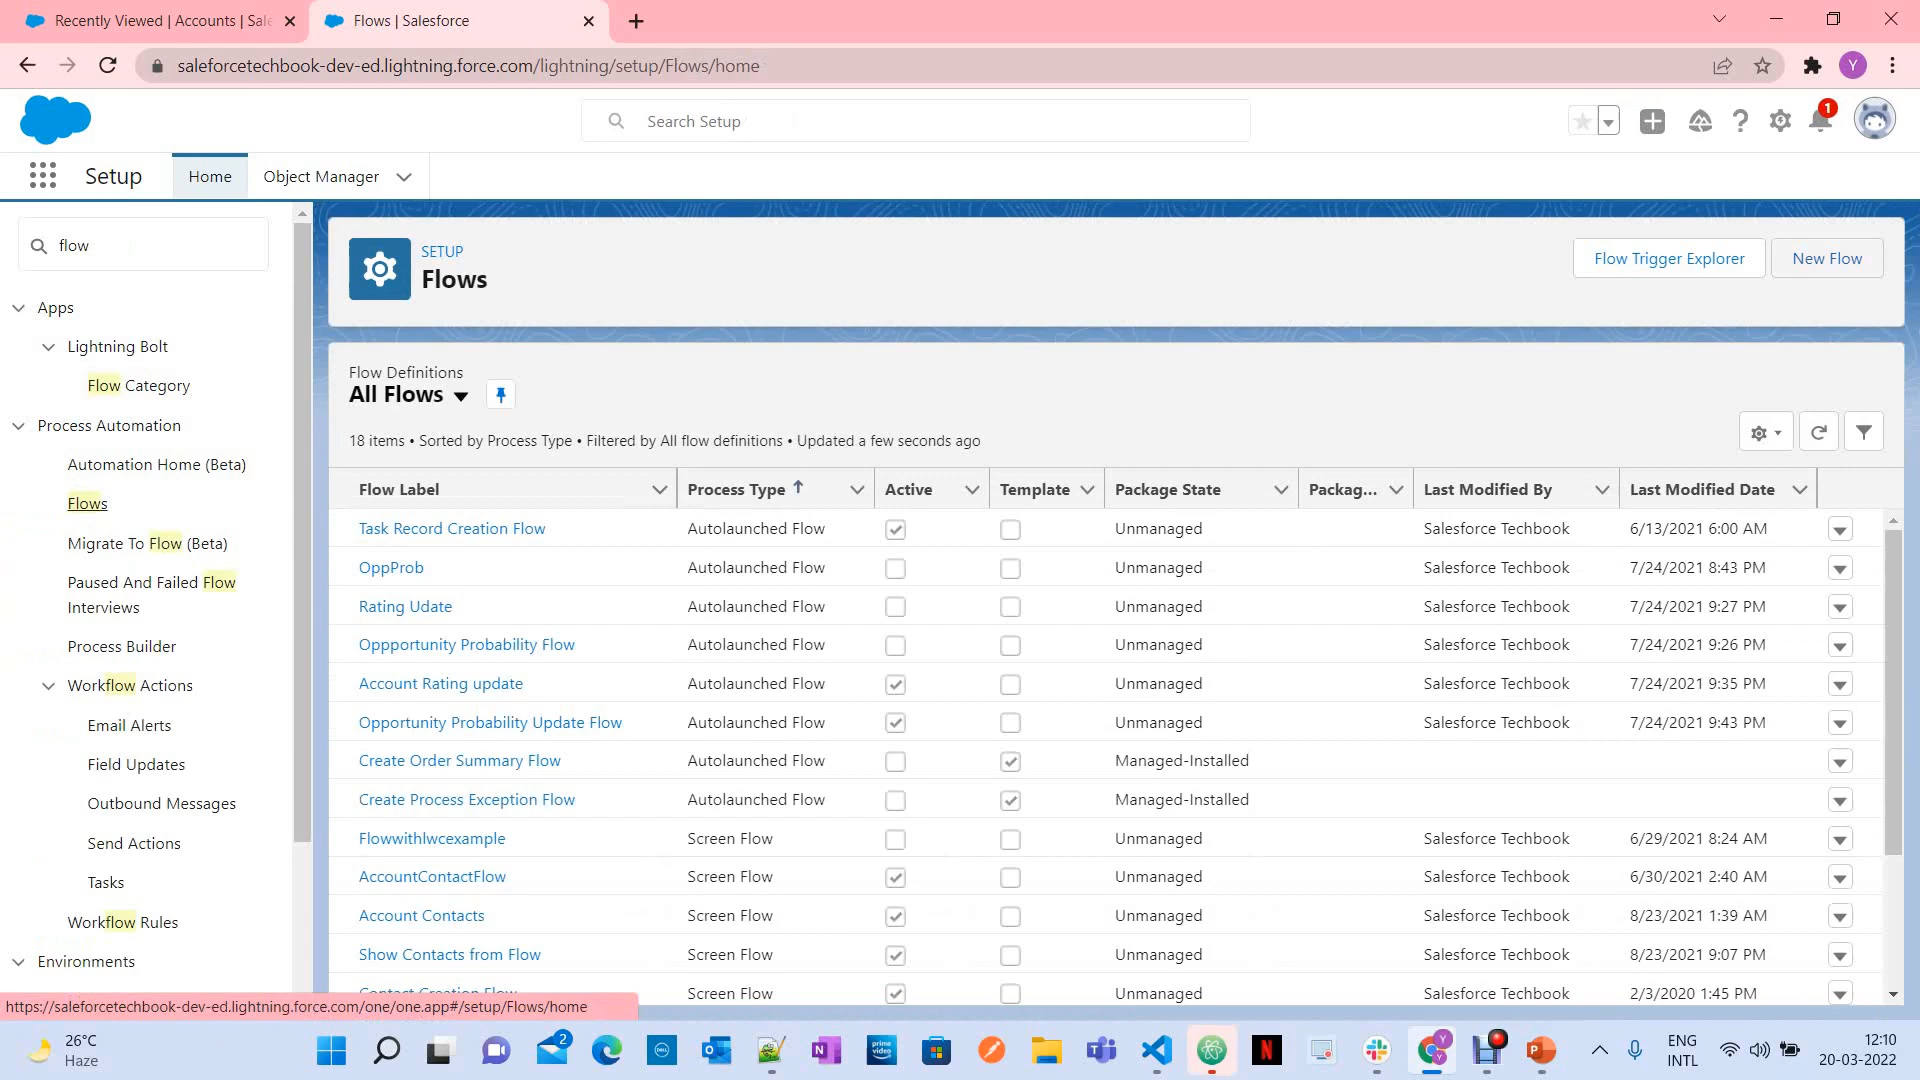 Recently Viewed | Accounts | Sale
Flows | Salesforce
saleforcetechbook-dev-ed.lightning.force.com/lightning/setup/Flows/home
Y
Search Setup
1
Setup
Home
Object Manager
flow
Apps
Lightning Bolt
Flow Category
Process Automation
Automation Home (Beta)
Flows
Migrate To Flow (Beta)
Paused And Failed Flow
Interviews
Process Builder
Workflow Actions
Email Alerts
Field Updates
Outbound Messages
Send Actions
Tasks
Workflow Rules
Environments
SETUP
Flows
Flow Trigger Explorer
New Flow
Flow Definitions
All Flows
18 items • Sorted by Process Type • Filtered by All flow definitions • Updated a few seconds ago
Flow Label Process Type Active Template Package State Packag... Last Modified By Last Modified Date
Task Record Creation Flow Autolaunched Flow Unmanaged Salesforce Techbook 6/13/2021 6:00 AM
OppProb Autolaunched Flow Unmanaged Salesforce Techbook 7/24/2021 8:43 PM
Rating Udate Autolaunched Flow Unmanaged Salesforce Techbook 7/24/2021 9:27 PM
Oppportunity Probability Flow Autolaunched Flow Unmanaged Salesforce Techbook 7/24/2021 9:26 PM
Account Rating update Autolaunched Flow Unmanaged Salesforce Techbook 7/24/2021 9:35 PM
Opportunity Probability Update Flow Autolaunched Flow Unmanaged Salesforce Techbook 7/24/2021 9:43 PM
Create Order Summary Flow Autolaunched Flow Managed-Installed
Create Process Exception Flow Autolaunched Flow Managed-Installed
Flowwithlwcexample Screen Flow Unmanaged Salesforce Techbook 6/29/2021 8:24 AM
AccountContactFlow Screen Flow Unmanaged Salesforce Techbook 6/30/2021 2:40 AM
Account Contacts Screen Flow Unmanaged Salesforce Techbook 8/23/2021 1:39 AM
Show Contacts from Flow Screen Flow Unmanaged Salesforce Techbook 8/23/2021 9:07 PM
Contact Creation Flow Screen Flow Unmanaged Salesforce Techbook 2/3/2020 1:45 PM
https://saleforcetechbook-dev-ed.lightning.force.com/one/one.app#/setup/Flows/home
26°C
Haze
2
DELL
prime
video
N
ENG
INTL
12:10
20-03-2022